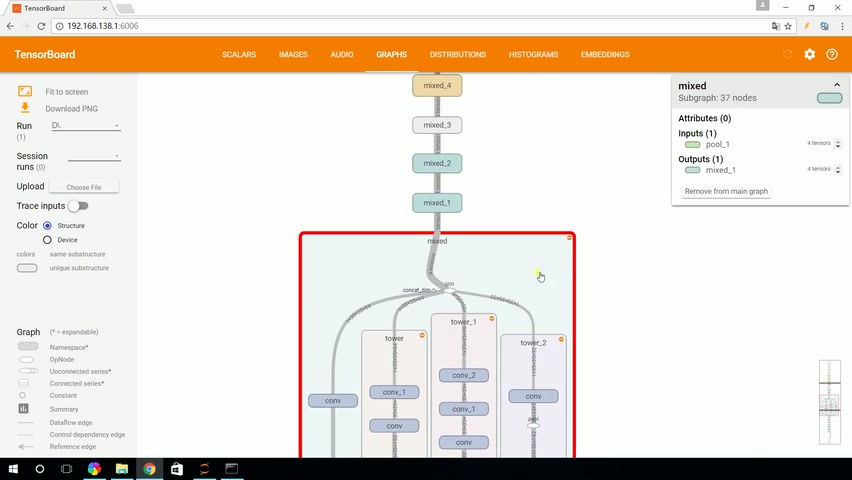 TensorBoard
192.168.138.1:6006
TensorBoard
SCALARS
IMAGES
AUDIO
GRAPHS
DISTRIBUTIONS
HISTOGRAMS
EMBEDDINGS
Fit to screen
Download PNG
Run
(1)
D\.
Session
runs (0)
Upload
Choose File
Trace inputs
Color
Structure
Device
colors
same substructure
unique substructure
Graph
(* = expandable)
Namespace*
OpNode
Unconnected series*
Connected series*
Constant
Summary
Dataflow edge
Control dependency edge
Reference edge
mixed_4
mixed_3
mixed_2
mixed_1
mixed
join
concat_dim
tower
tower_1
tower_2
conv
conv_1
conv
conv_2
conv_1
conv
conv
pool
mixed
Subgraph: 37 nodes
Attributes (0)
Inputs (1)
pool_1
4 tensors
Outputs (1)
mixed_1
4 tensors
Remove from main graph